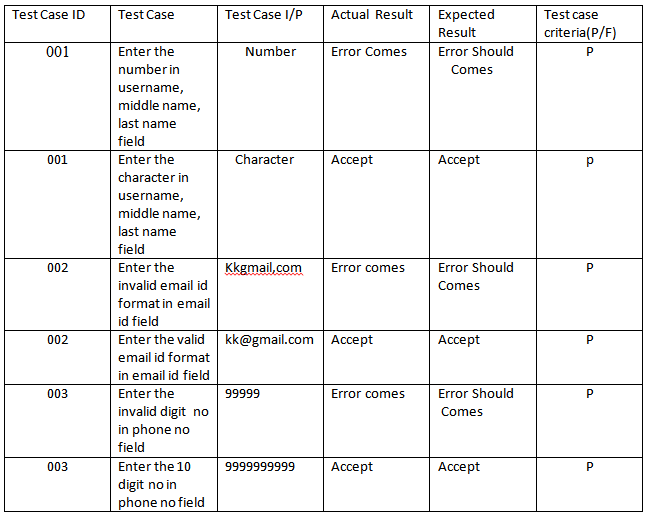 Test Case ID Test Case Test Case I/P Actual Result Expected Result Test case criteria(P/F)
001 Enter the number in username, middle name, last name field Number Error Comes Error Should Comes P
001 Enter the character in username, middle name, last name field Character Accept Accept p
002 Enter the invalid email id format in email id field Kkgmail,com Error comes Error Should Comes P
002 Enter the valid email id format in email id field kk@gmail.com Accept Accept P
003 Enter the invalid digit no in phone no field 99999 Error comes Error Should Comes P
003 Enter the 10 digit no in phone no field 9999999999 Accept Accept P